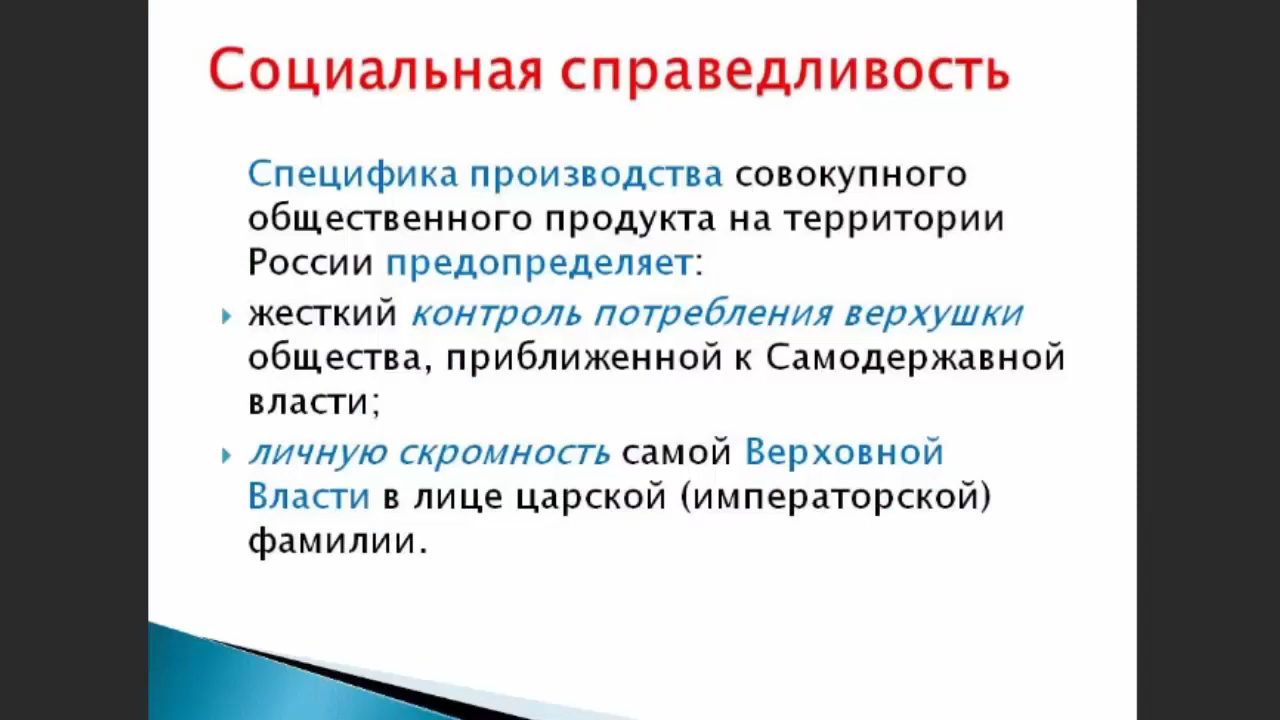 Социальная справедливость
Специфика производства совокупного
общественного продукта на территории
России предопределяет:
жесткий контроль потребления верхушки
общества, приближенной к Самодержавной
власти;
личную скромность самой Верховной
Власти в лице царской (императорской)
фамилии.